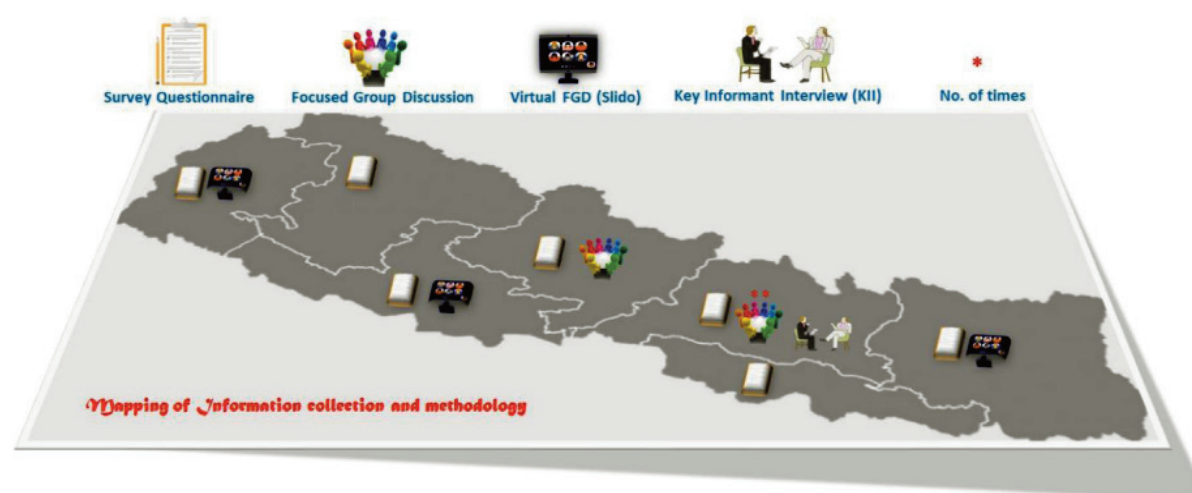 Survey Questionnaire
Focused Group Discussion
Virtual FGD (Slido)
Key Informant Interview (KII)
*
No. of times
* *
Mapping of Information collection and methodology